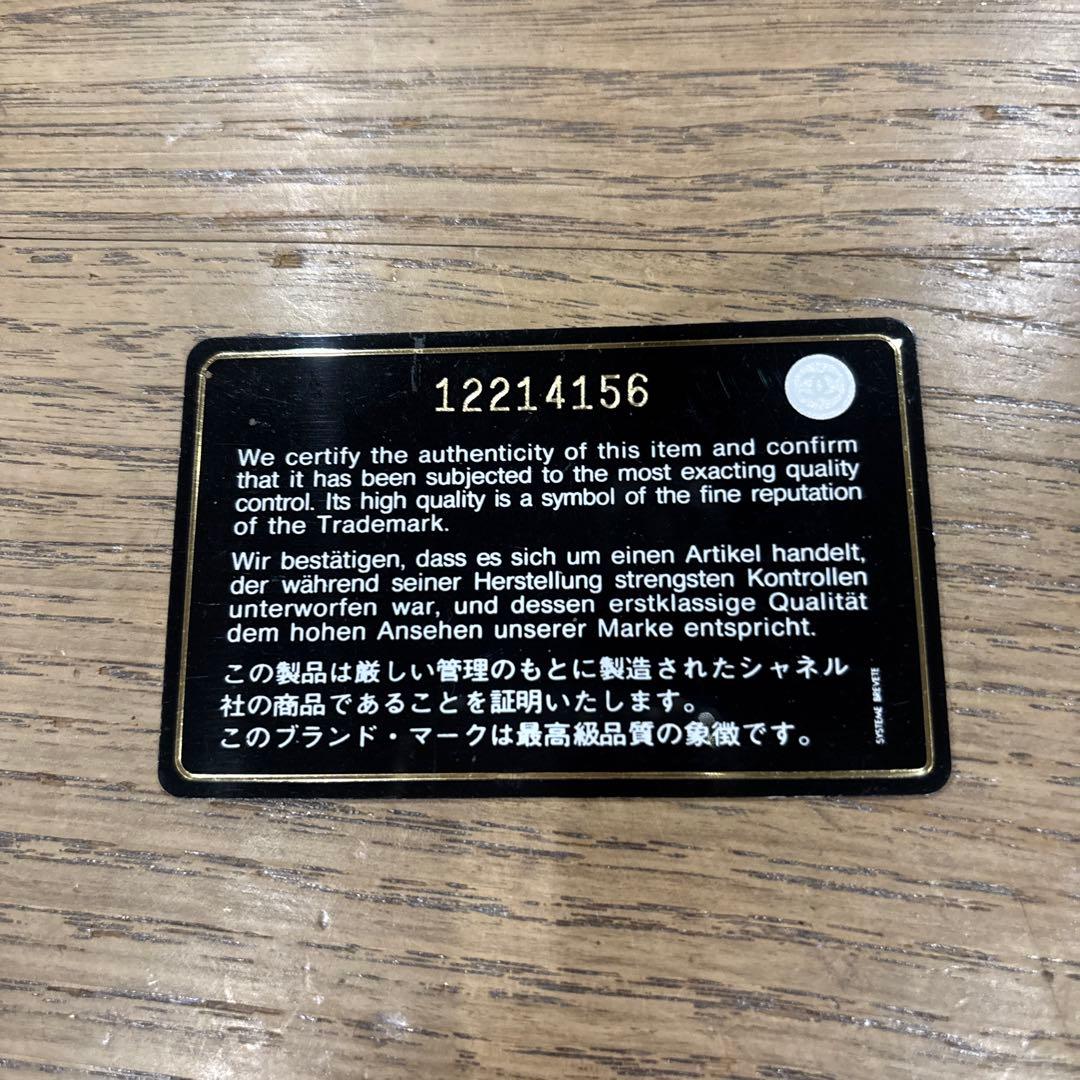 12214156
We certify the authenticity of this item and confirm
that it has been subjected to the most exacting quality
control. Its high quality is a symbol of the fine reputation
of the Trademark.
Wir bestätigen, dass es sich um einen Artikel handelt,
der während seiner Herstellung strengsten Kontrollen
unterworfen war, und dessen erstklassige Qualität
dem hohen Ansehen unserer Marke entspricht.
この製品は厳しい管理のもとに製造されたシャネル
社の商品であることを証明いたします。
このブランド・マークは最高級品質の象徴です。
SYSTEME BREVETE